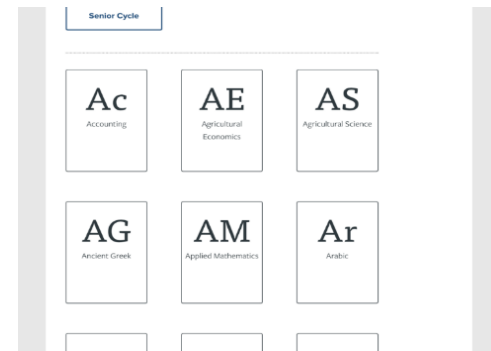 Senior Cycle
Ac
Accounting
AE
Agricultural
Economics
AS
Agricultural Science
AG
Ancient Greek
AM
Applied Mathematics
Ar
Arabic